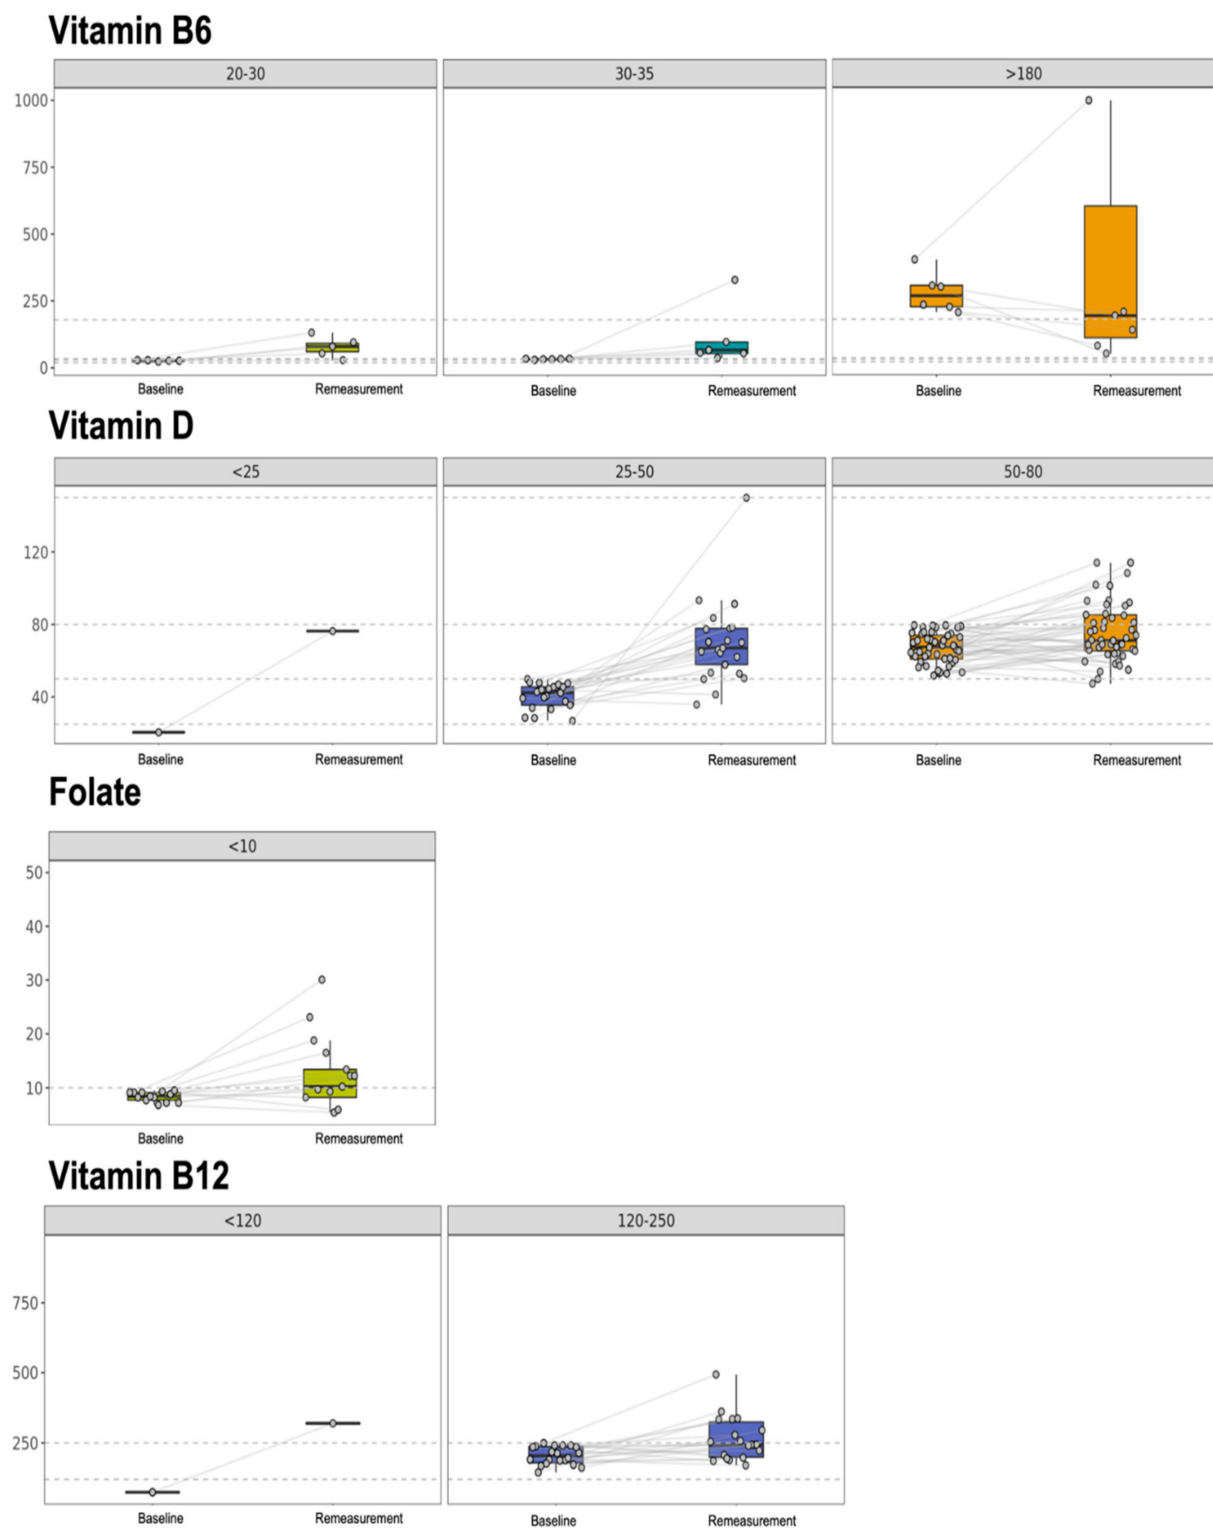 Vitamin B6
20-30 30-35 >180
1000
750
500
250
0
Baseline Remeasurement Baseline Remeasurement Baseline Remeasurement
Vitamin D
<25 25-50 50-80
120
80
40
Baseline Remeasurement Baseline Remeasurement Baseline Remeasurement
Folate
<10
50
40
30
20
10
Baseline Remeasurement
Vitamin B12
<120 120-250
750
500
250
Baseline Remeasurement Baseline Remeasurement